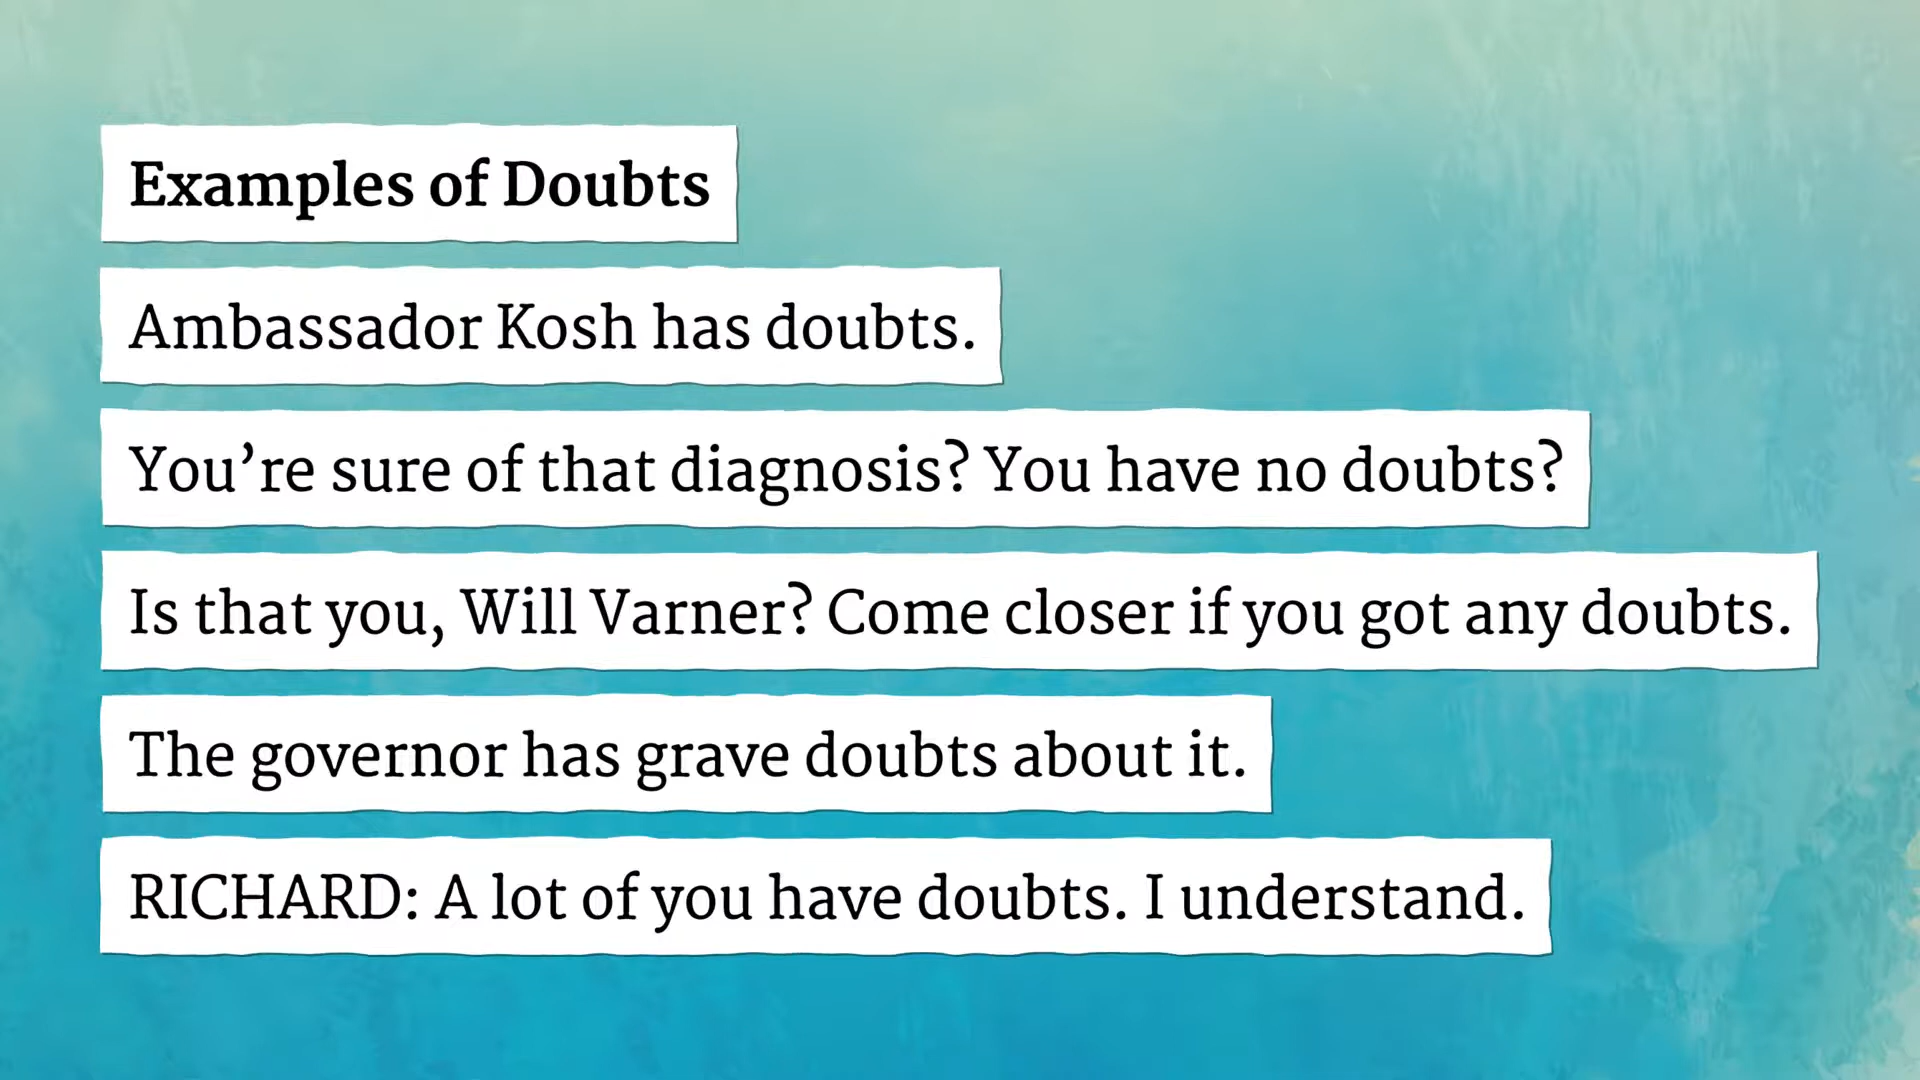 Examples of Doubts
Ambassador Kosh has doubts.
You’re sure of that diagnosis? You have no doubts?
Is that you, Will Varner? Come closer if you got any doubts.
The governor has grave doubts about it.
RICHARD: A lot of you have doubts. I understand.